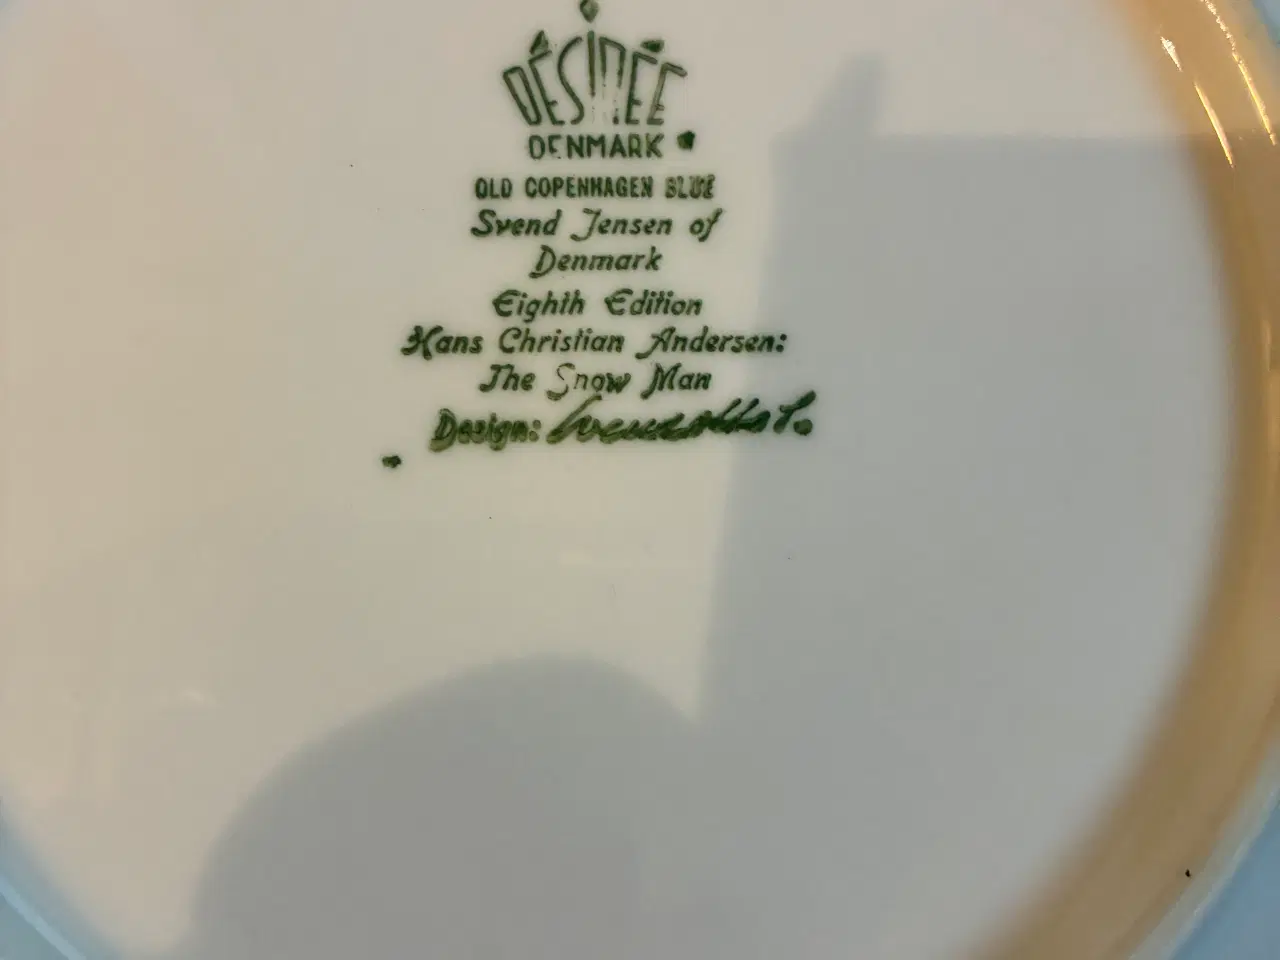 DÉSIRÉE
DENMARK
OLD COPENHAGEN BLUE
Svend Jensen of
Denmark
Eighth Edition
Hans Christian Andersen:
The Snow Man
Design: